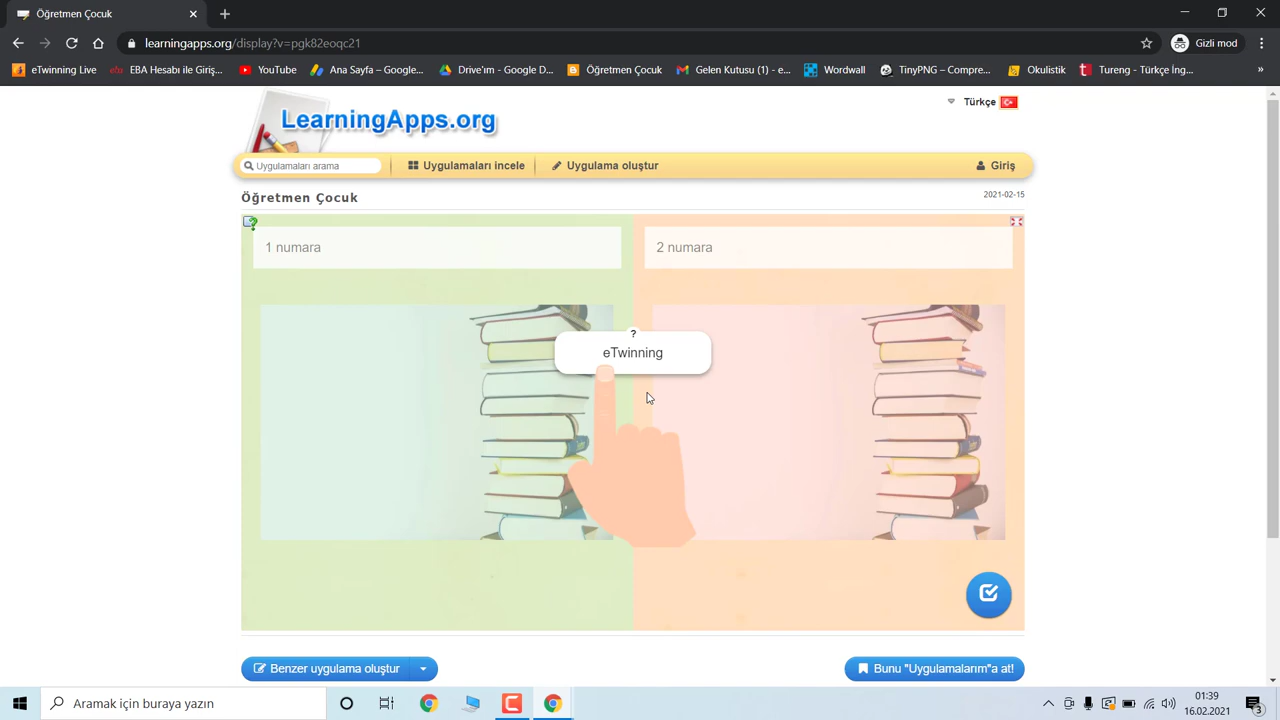 Öğretmen Çocuk
learningapps.org/display?v=pgk82eoqc21
Gizli mod
eTwinning Live
EBA Hesabı ile Giriş...
YouTube
Ana Sayfa – Google...
Drive'ım - Google D...
Öğretmen Çocuk
Gelen Kutusu (1) - e...
Wordwall
TinyPNG – Compre...
Okulistik
Tureng - Türkçe İng...
»
LearningApps.org
Türkçe
Uygulamaları arama
Uygulamaları incele
Uygulama oluştur
Giriş
Öğretmen Çocuk
2021-02-15
1 numara
2 numara
?
eTwinning
Benzer uygulama oluştur
Bunu "Uygulamalarım"a at!
Aramak için buraya yazın
01:39
16.02.2021
3